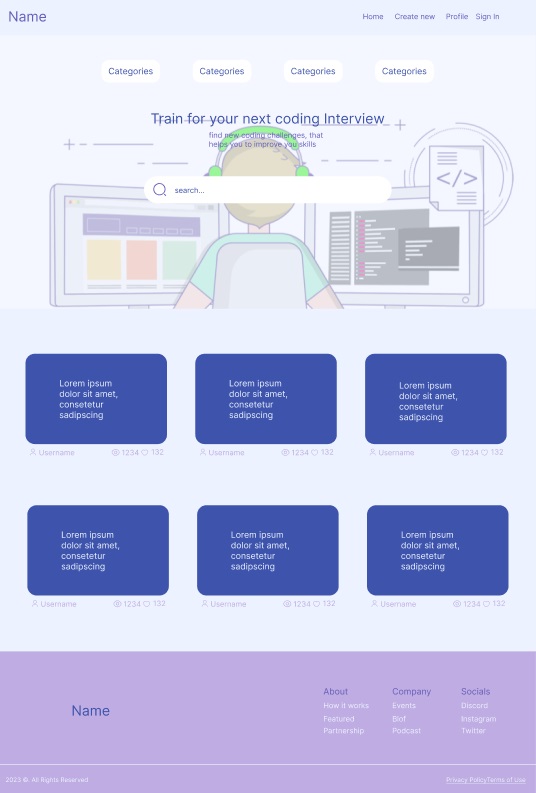 Name
Home Create new Profile Sign In
Categories Categories Categories Categories
Train for your next coding Interview
find new coding challenges, that
helps you to improve you skills
</>
search...
Lorem ipsum
dolor sit amet,
consetetur
sadipscing
Username 1234 132
Lorem ipsum
dolor sit amet,
consetetur
sadipscing
Username 1234 132
Lorem ipsum
dolor sit amet,
consetetur
sadipscing
Username 1234 132
Lorem ipsum
dolor sit amet,
consetetur
sadipscing
Username 1234 132
Lorem ipsum
dolor sit amet,
consetetur
sadipscing
Username 1234 132
Lorem ipsum
dolor sit amet,
consetetur
sadipscing
Username 1234 132
Name
About
How it works
Featured
Partnership
Company
Events
Blof
Podcast
Socials
Discord
Instagram
Twitter
2023 © All Rights Reserved
Privacy PolicyTerms of Use